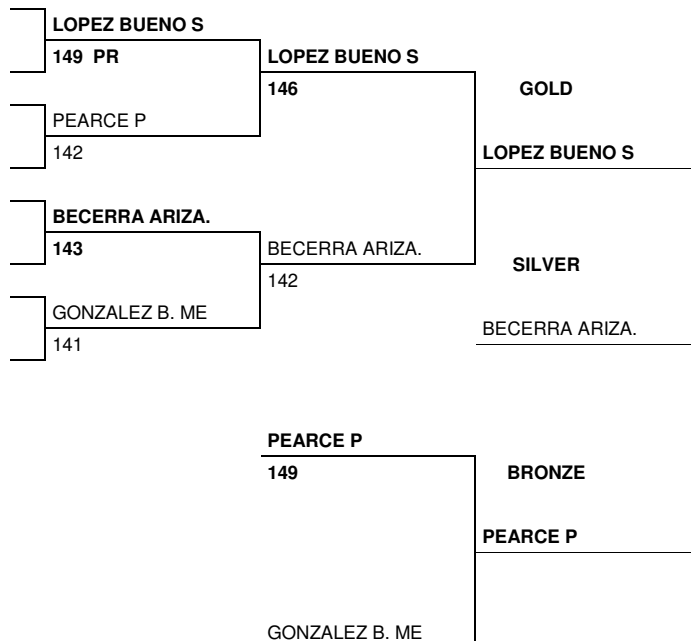 LOPEZ BUENO S
149 PR
LOPEZ BUENO S
146
GOLD
PEARCE P
142
LOPEZ BUENO S
BECERRA ARIZA.
143
BECERRA ARIZA.
142
SILVER
GONZALEZ B. ME
141
BECERRA ARIZA.
PEARCE P
149
BRONZE
PEARCE P
GONZALEZ B. ME